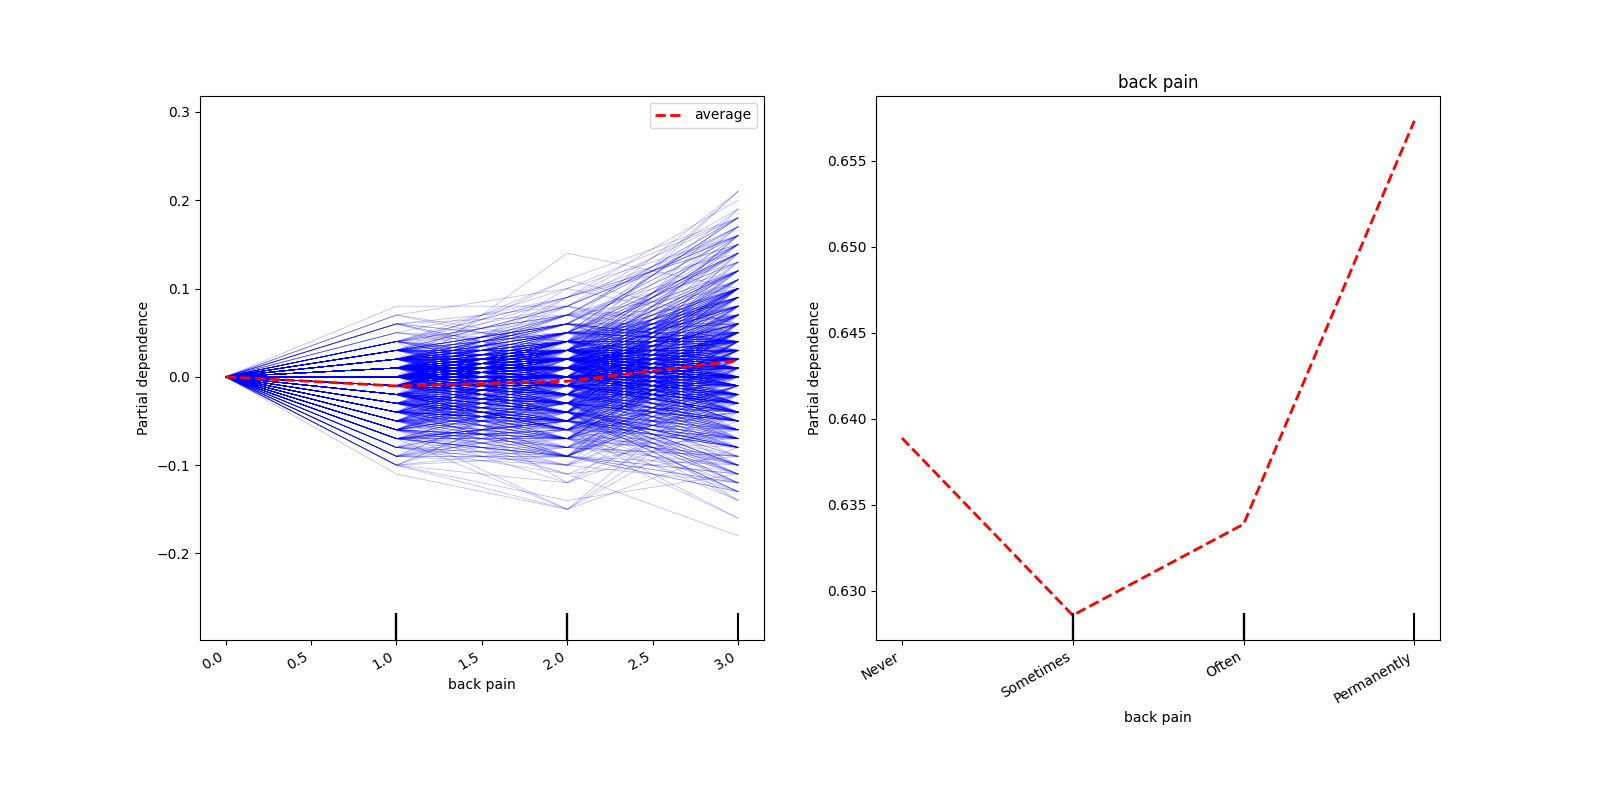 average
0.3
0.2
0.1
0.0
−0.1
−0.2
Partial dependence
0.0
0.5
1.0
1.5
2.0
2.5
3.0
back pain
back pain
0.655
0.650
0.645
0.640
0.635
0.630
Partial dependence
Never
Sometimes
Often
Permanently
back pain